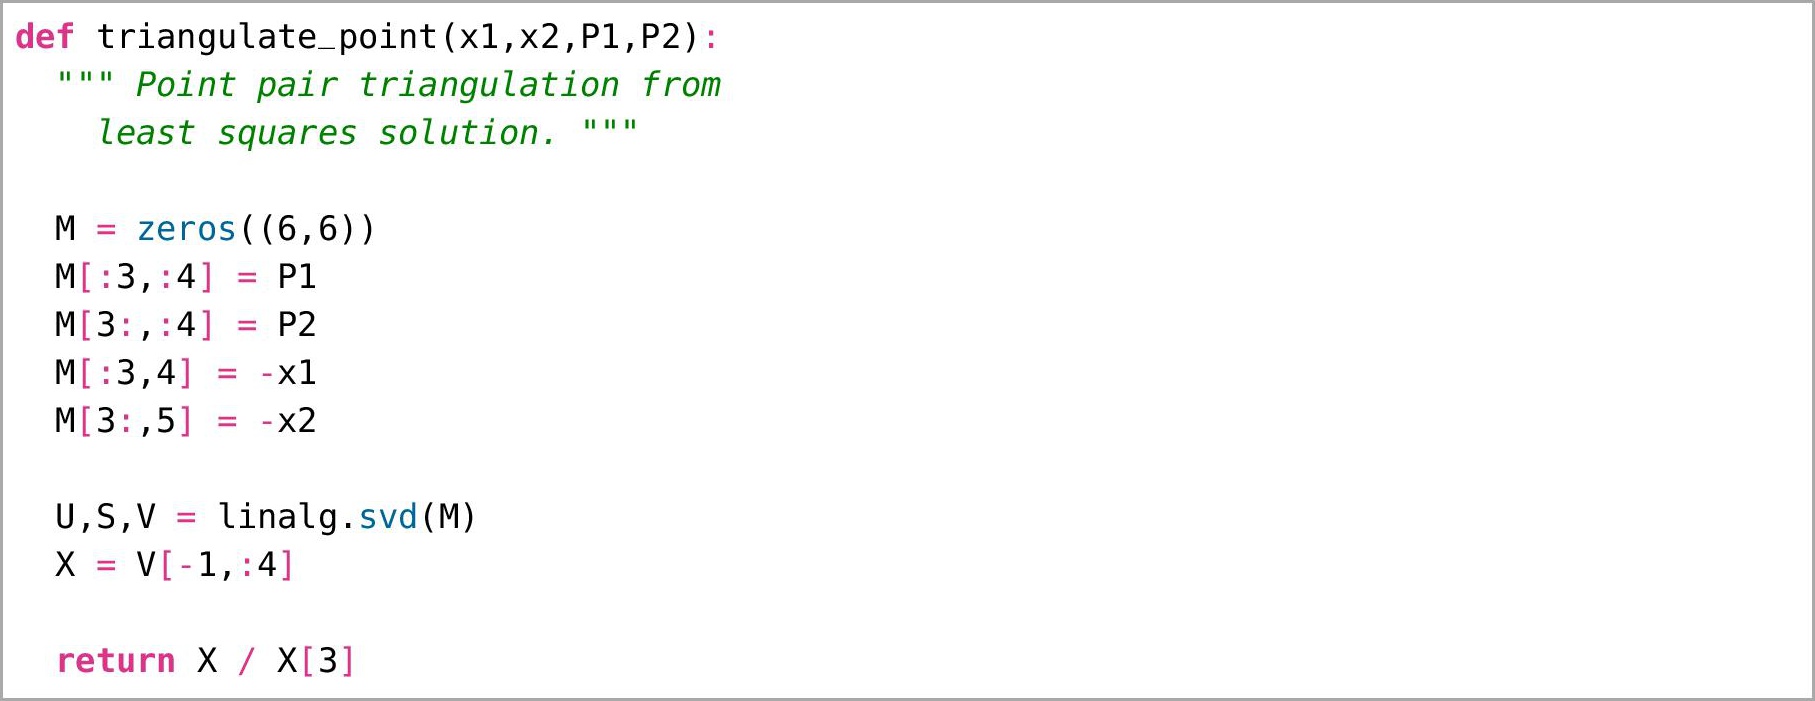 def triangulate_point(x1,x2,P1,P2):
  """ Point pair triangulation from
    least squares solution. """

  M = zeros((6,6))
  M[:3,:4] = P1
  M[3:,:4] = P2
  M[:3,4] = -x1
  M[3:,5] = -x2

  U,S,V = linalg.svd(M)
  X = V[-1,:4]

  return X / X[3]